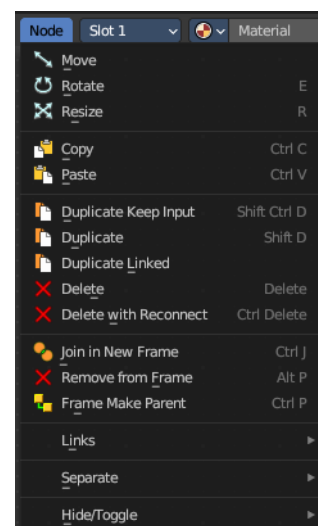 Node Slot 1 Material
Move
Rotate E
Resize R
Copy Ctrl C
Paste Ctrl V
Duplicate Keep Input Shift Ctrl D
Duplicate Shift D
Duplicate Linked
Delete Delete
Delete with Reconnect Ctrl Delete
Join in New Frame Ctrl J
Remove from Frame Alt P
Frame Make Parent Ctrl P
Links
Separate
Hide/Toggle